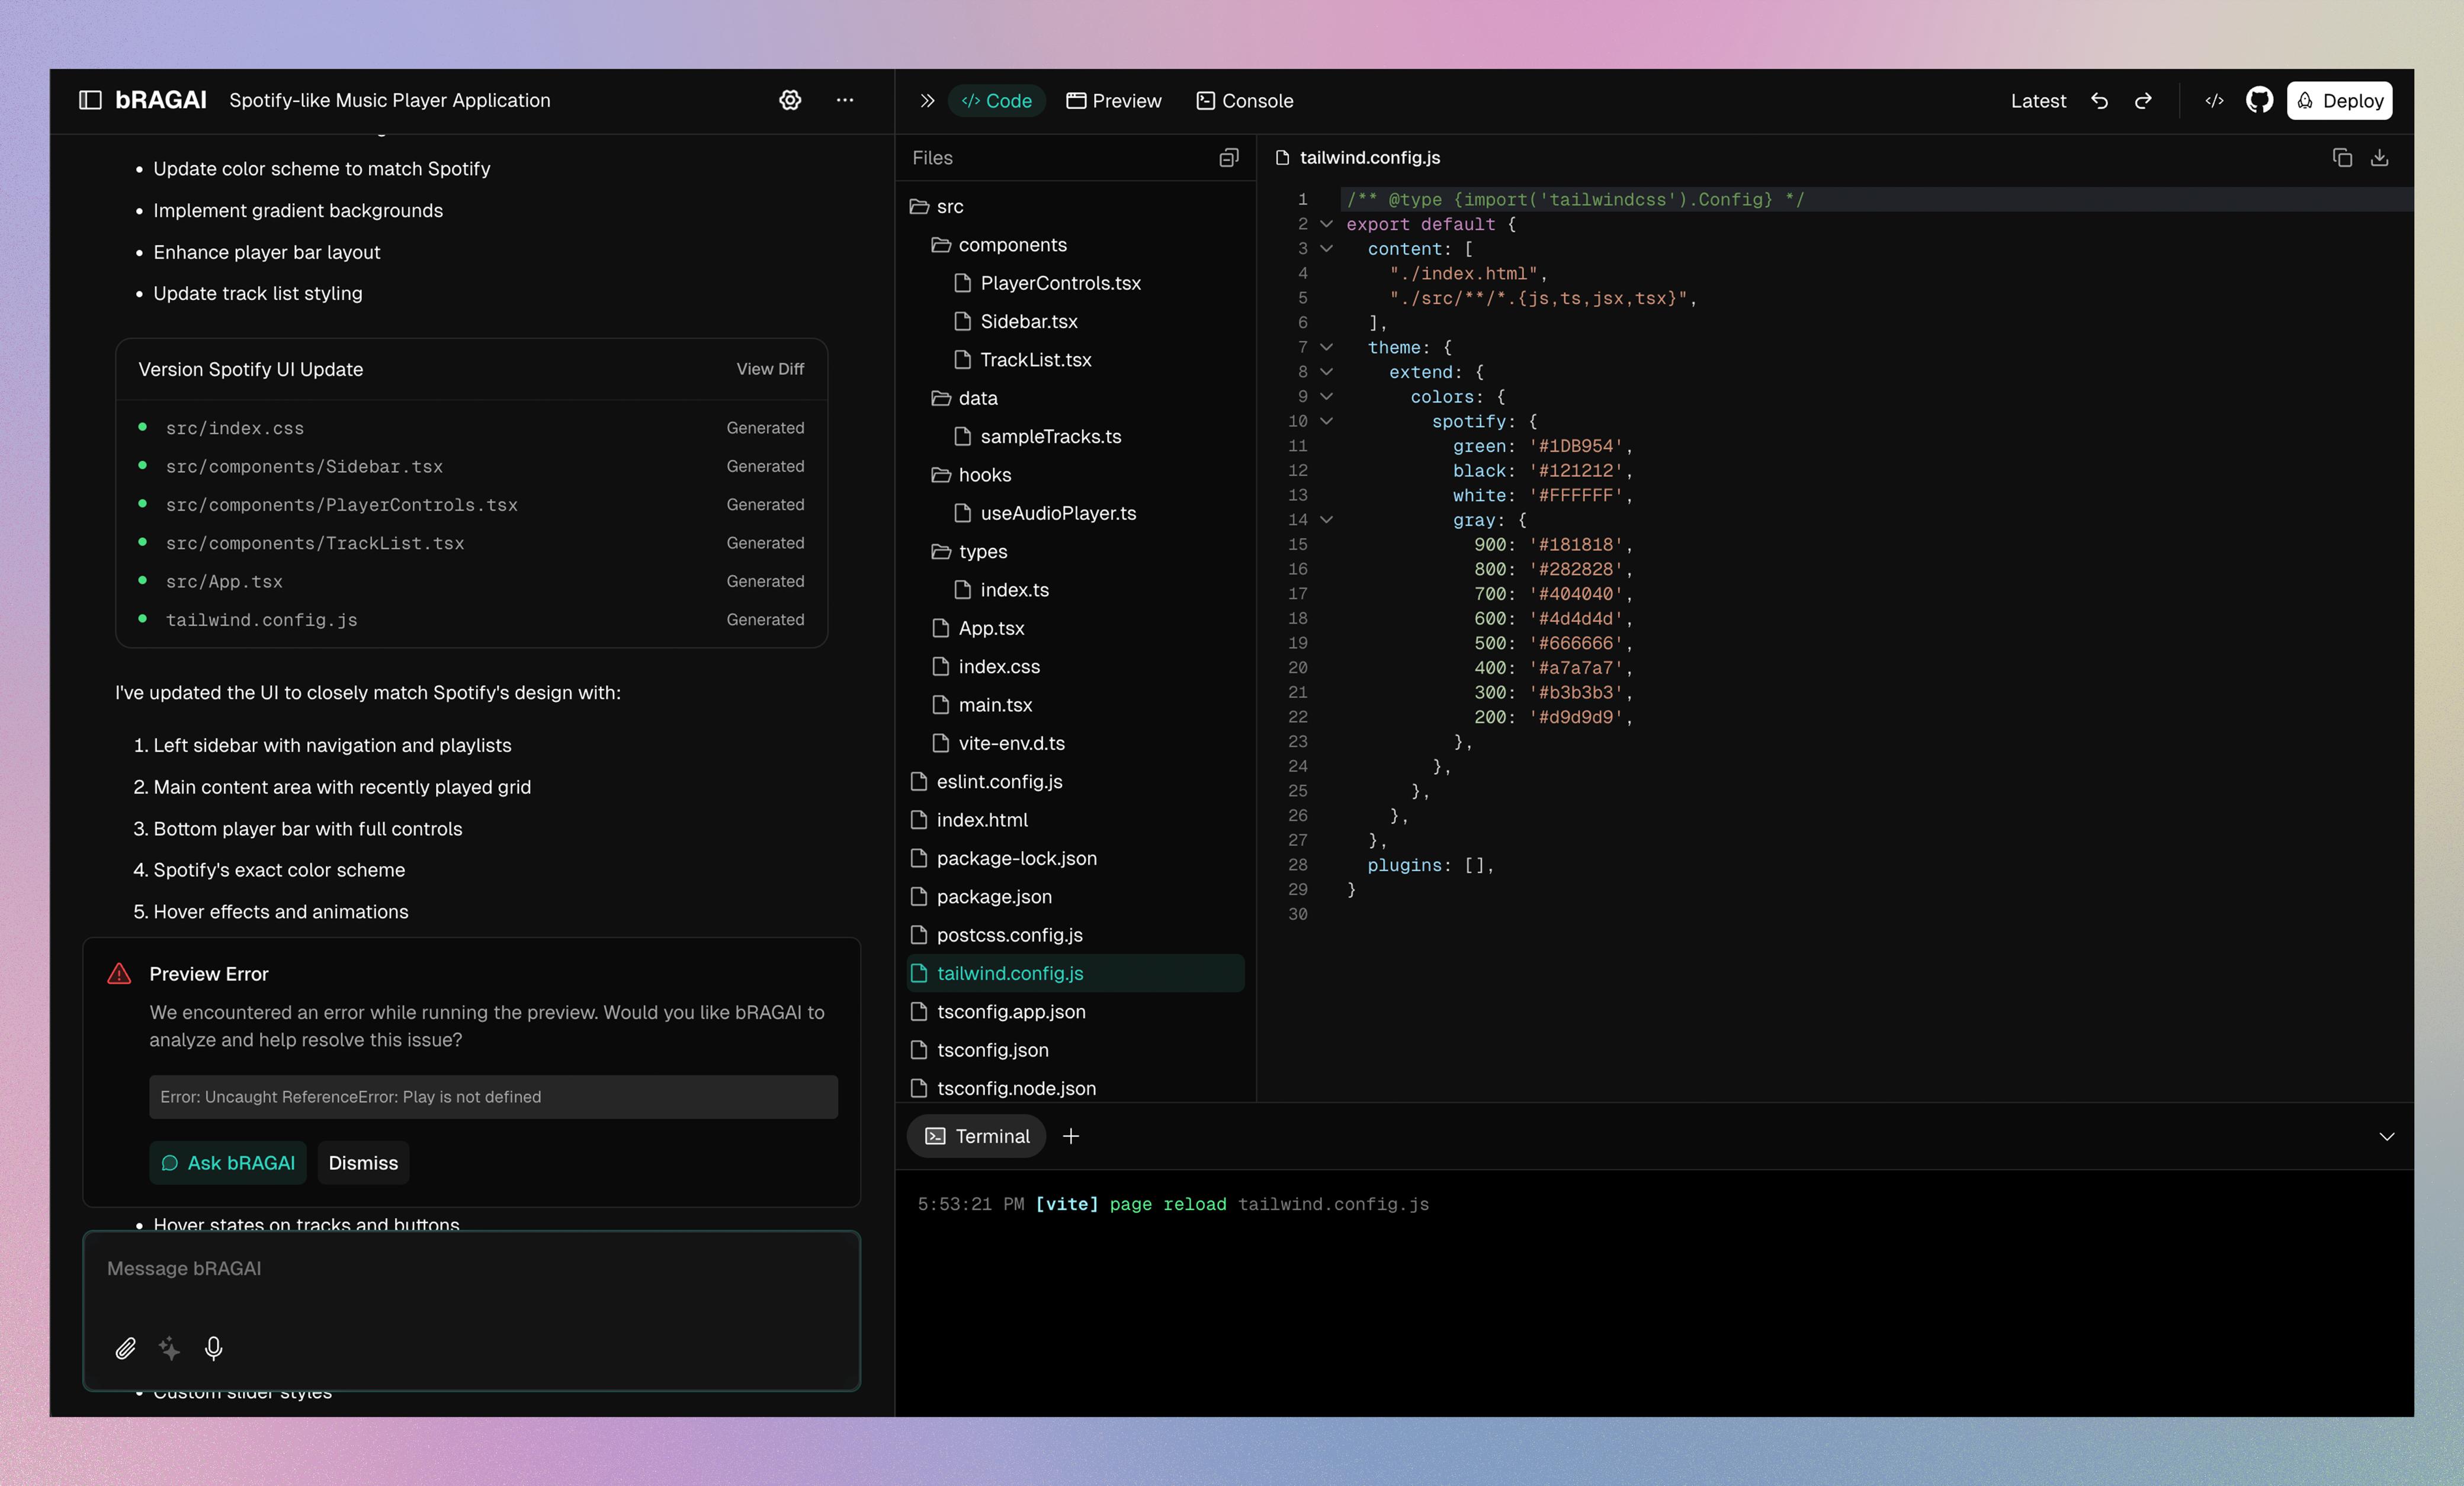 bRAGAI Spotify-like Music Player Application
Update color scheme to match Spotify
Implement gradient backgrounds
Enhance player bar layout
Update track list styling
Version Spotify UI Update View Diff
src/index.css Generated
src/components/Sidebar.tsx Generated
src/components/PlayerControls.tsx Generated
src/components/TrackList.tsx Generated
src/App.tsx Generated
tailwind.config.js Generated
I've updated the UI to closely match Spotify's design with:
1. Left sidebar with navigation and playlists
2. Main content area with recently played grid
3. Bottom player bar with full controls
4. Spotify's exact color scheme
5. Hover effects and animations
Preview Error
We encountered an error while running the preview. Would you like bRAGAI to
analyze and help resolve this issue?
Error: Uncaught ReferenceError: Play is not defined
Ask bRAGAI Dismiss
Hover states on tracks and buttons
Message bRAGAI
Custom slider styles
Code Preview Console
Latest Deploy
Files
src
components
PlayerControls.tsx
Sidebar.tsx
TrackList.tsx
data
sampleTracks.ts
hooks
useAudioPlayer.ts
types
index.ts
App.tsx
index.css
main.tsx
vite-env.d.ts
eslint.config.js
index.html
package-lock.json
package.json
postcss.config.js
tailwind.config.js
tsconfig.app.json
tsconfig.json
tsconfig.node.json
tailwind.config.js
1 /** @type {import('tailwindcss').Config} */
2 export default {
3 content: [
4 "./index.html",
5 "./src/**/*.{js,ts,jsx,tsx}",
6 ],
7 theme: {
8 extend: {
9 colors: {
10 spotify: {
11 green: '#1DB954',
12 black: '#121212',
13 white: '#FFFFFF',
14 gray: {
15 900: '#181818',
16 800: '#282828',
17 700: '#404040',
18 600: '#4d4d4d',
19 500: '#666666',
20 400: '#a7a7a7',
21 300: '#b3b3b3',
22 200: '#d9d9d9',
23 },
24 },
25 },
26 },
27 },
28 plugins: [],
29 }
30
Terminal
5:53:21 PM [vite] page reload tailwind.config.js